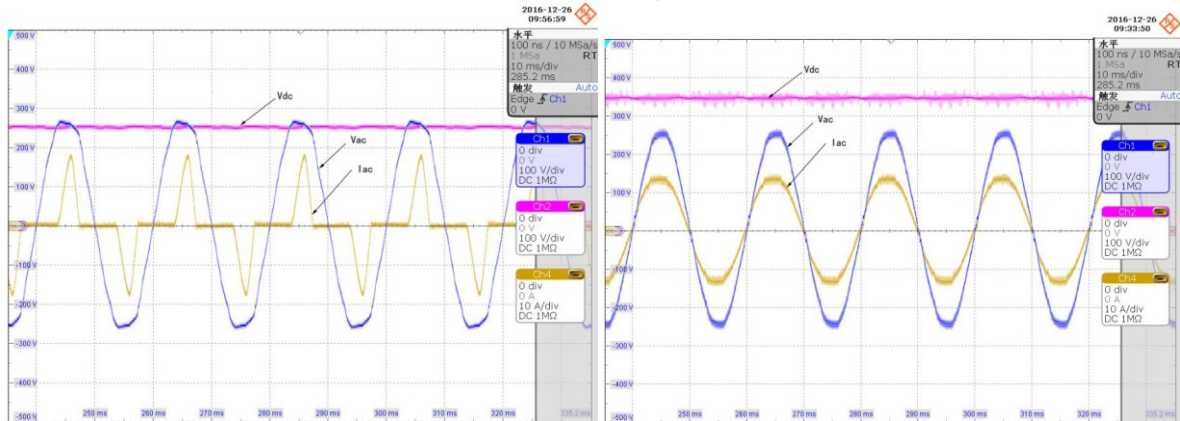 2016-12-26
09:56:59
水平
100 ns / 10 MSa/s
1 MSa RT
10 ms/div
285.2 ms
触发 Auto
Edge Ch1
0 V
500 V
400 V
300 V
200 V
100 V
-100 V
-200 V
-300 V
-400 V
-500 V
Vdc
Vac
Iac
Ch1
0 div
0 V
100 V/div
DC 1MΩ
Ch2
0 div
0 V
100 V/div
DC 1MΩ
Ch4
0 div
0 A
10 A/div
DC 1MΩ
250 ms
260 ms
270 ms
280 ms
290 ms
300 ms
310 ms
320 ms
335.2 ms
2016-12-26
09:33:50
水平
100 ns / 10 MSa/s
1 MSa RT
10 ms/div
285.2 ms
触发 Auto
Edge Ch1
0 V
500 V
400 V
300 V
200 V
100 V
-100 V
-200 V
-300 V
-400 V
-500 V
Vdc
Vac
Iac
Ch1
0 div
0 V
100 V/div
DC 1MΩ
Ch2
0 div
0 V
100 V/div
DC 1MΩ
Ch4
0 div
0 A
10 A/div
DC 1MΩ
250 ms
260 ms
270 ms
280 ms
290 ms
300 ms
310 ms
320 ms
335.2 ms